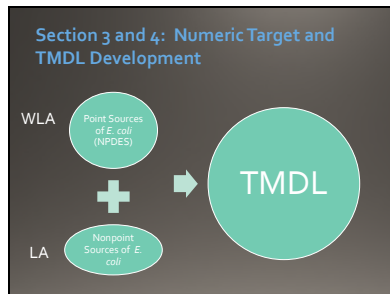 Section 3 and 4: Numeric Target and
TMDL Development
WLA
Point Sources
of E. coli
(NPDES)
TMDL
Nonpoint
Sources of E.
coli
LA